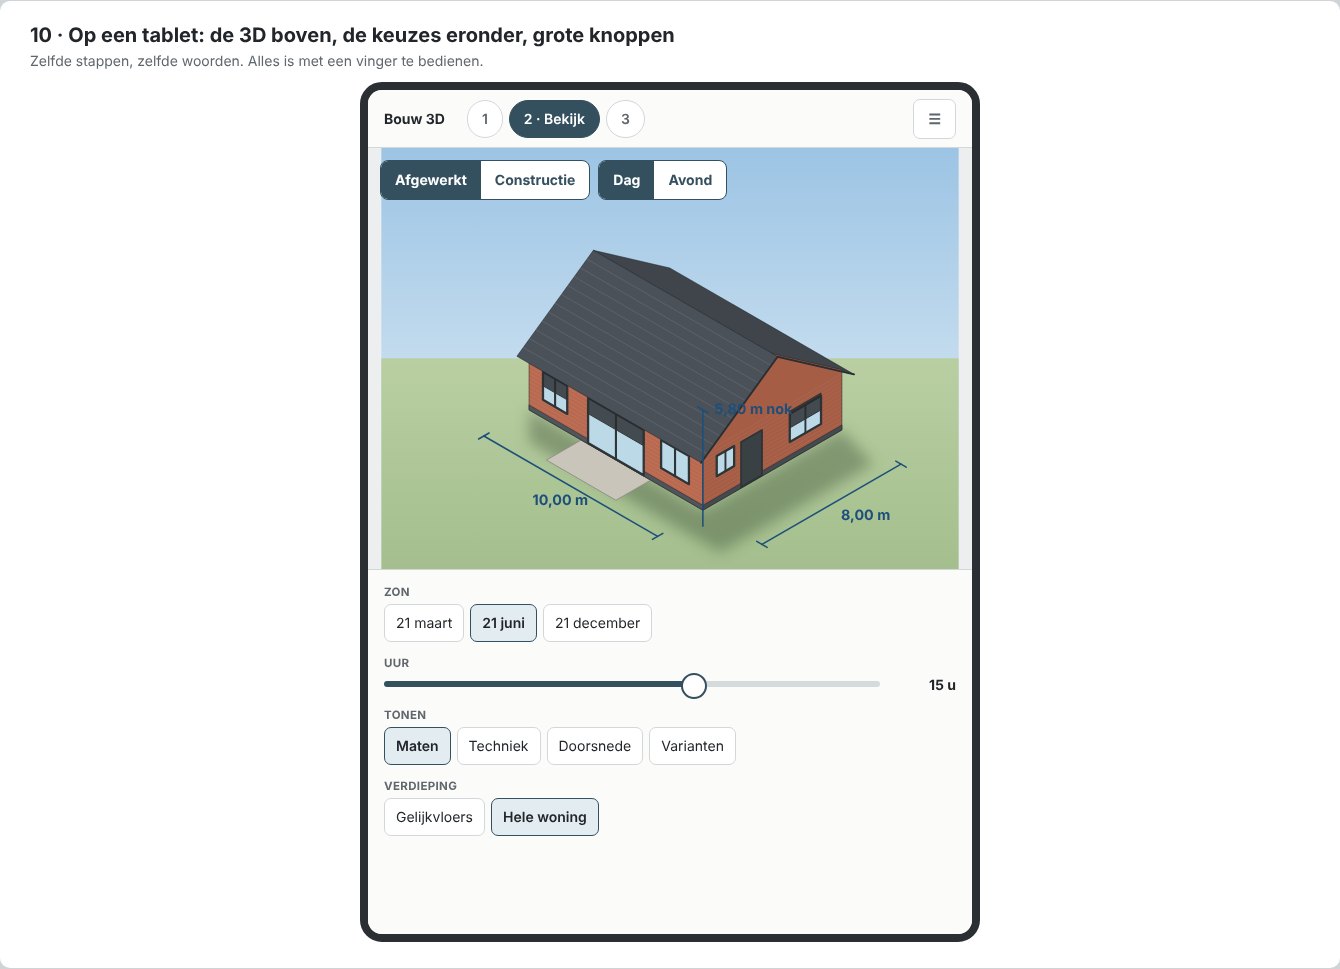 10 · Op een tablet: de 3D boven, de keuzes eronder, grote knoppen
Zelfde stappen, zelfde woorden. Alles is met een vinger te bedienen.
Bouw 3D 1 2 · Bekijk 3 ☰
Afgewerkt Constructie Dag Avond
5,80 m nok
10,00 m
8,00 m
ZON
21 maart 21 juni 21 december
UUR
15 u
TONEN
Maten Techniek Doorsnede Varianten
VERDIEPING
Gelijkvloers Hele woning